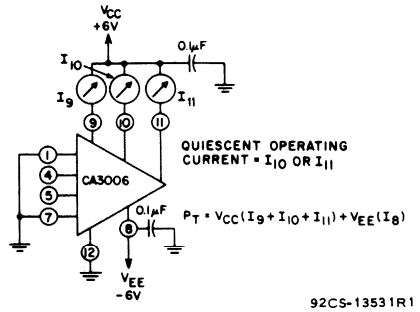 VCC
+6V
I10
0.1µF
I9
I11
9
10
11
1
4
5
7
CA3006
QUIESCENT OPERATING
CURRENT = I10 OR I11
PT = VCC(I9 + I10 + I11) + VEE(I8)
0.1µF
8
12
VEE
-6V
92CS-13531R1